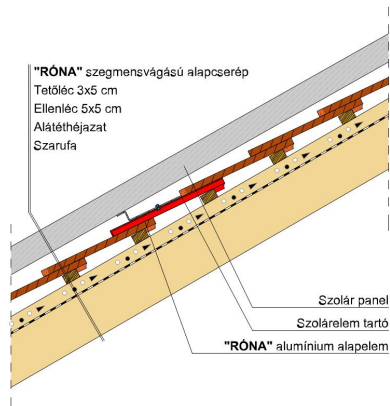 "RÓNA" szegmensvágású alapcserép
Tetőléc 3x5 cm
Ellenléc 5x5 cm
Alátéthéjazat
Szarufa
Szolár panel
Szolárelem tartó
"RÓNA" alumínium alapelem